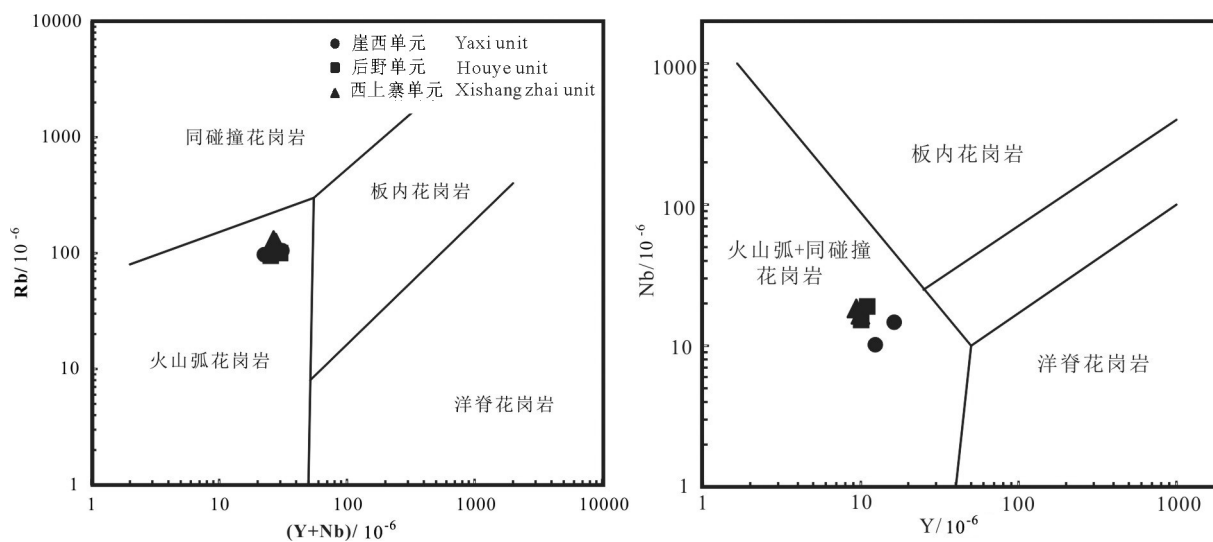 10000
1000
100
10
1
Rb/10⁻⁶
● 崖西单元 Yaxi unit
■ 后野单元 Houye unit
▲ 西上寨单元 Xishang zhai unit
同碰撞花岗岩
板内花岗岩
火山弧花岗岩
洋脊花岗岩
1 10 100 1000 10000
(Y+Nb)/10⁻⁶
1000
100
10
1
Nb/10⁻⁶
板内花岗岩
火山弧+同碰撞
花岗岩
洋脊花岗岩
1 10 100 1000
Y/10⁻⁶